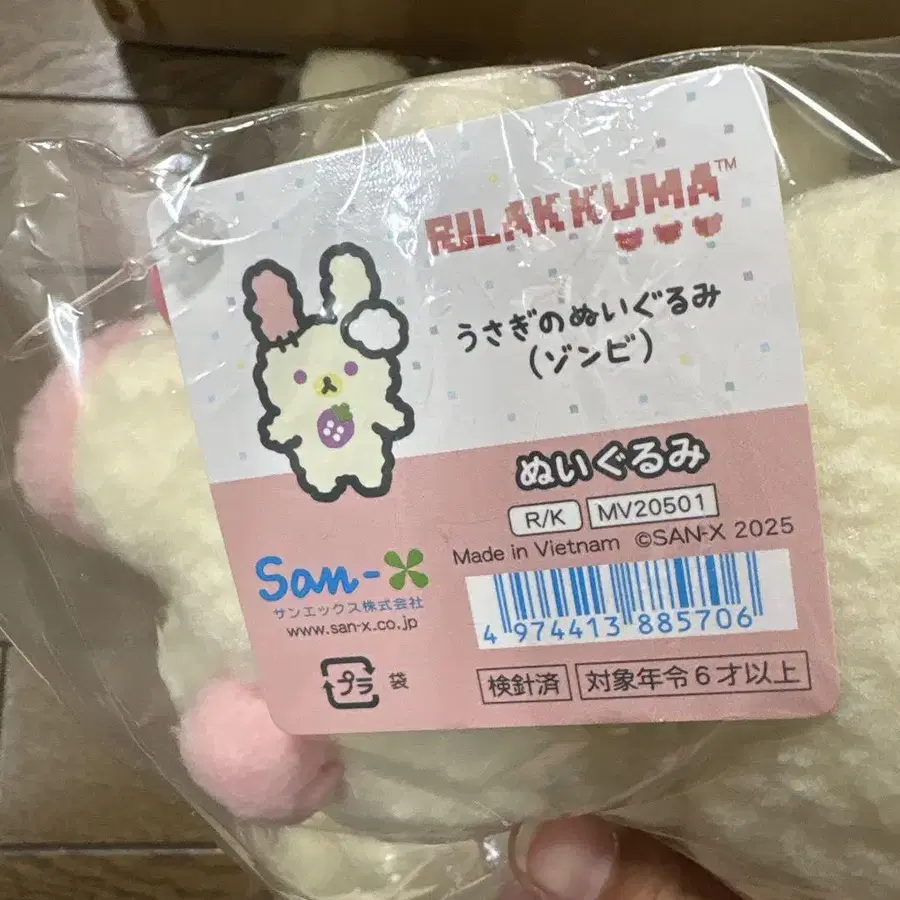 RILAKKUMA™
うさぎのぬいぐるみ
(ゾンビ)
ぬいぐるみ
R/K MV20501
Made in Vietnam ©SAN-X 2025
San-X
サンエックス株式会社
www.san-x.co.jp
4 974413 885706
プラ 袋
検針済 対象年令6才以上